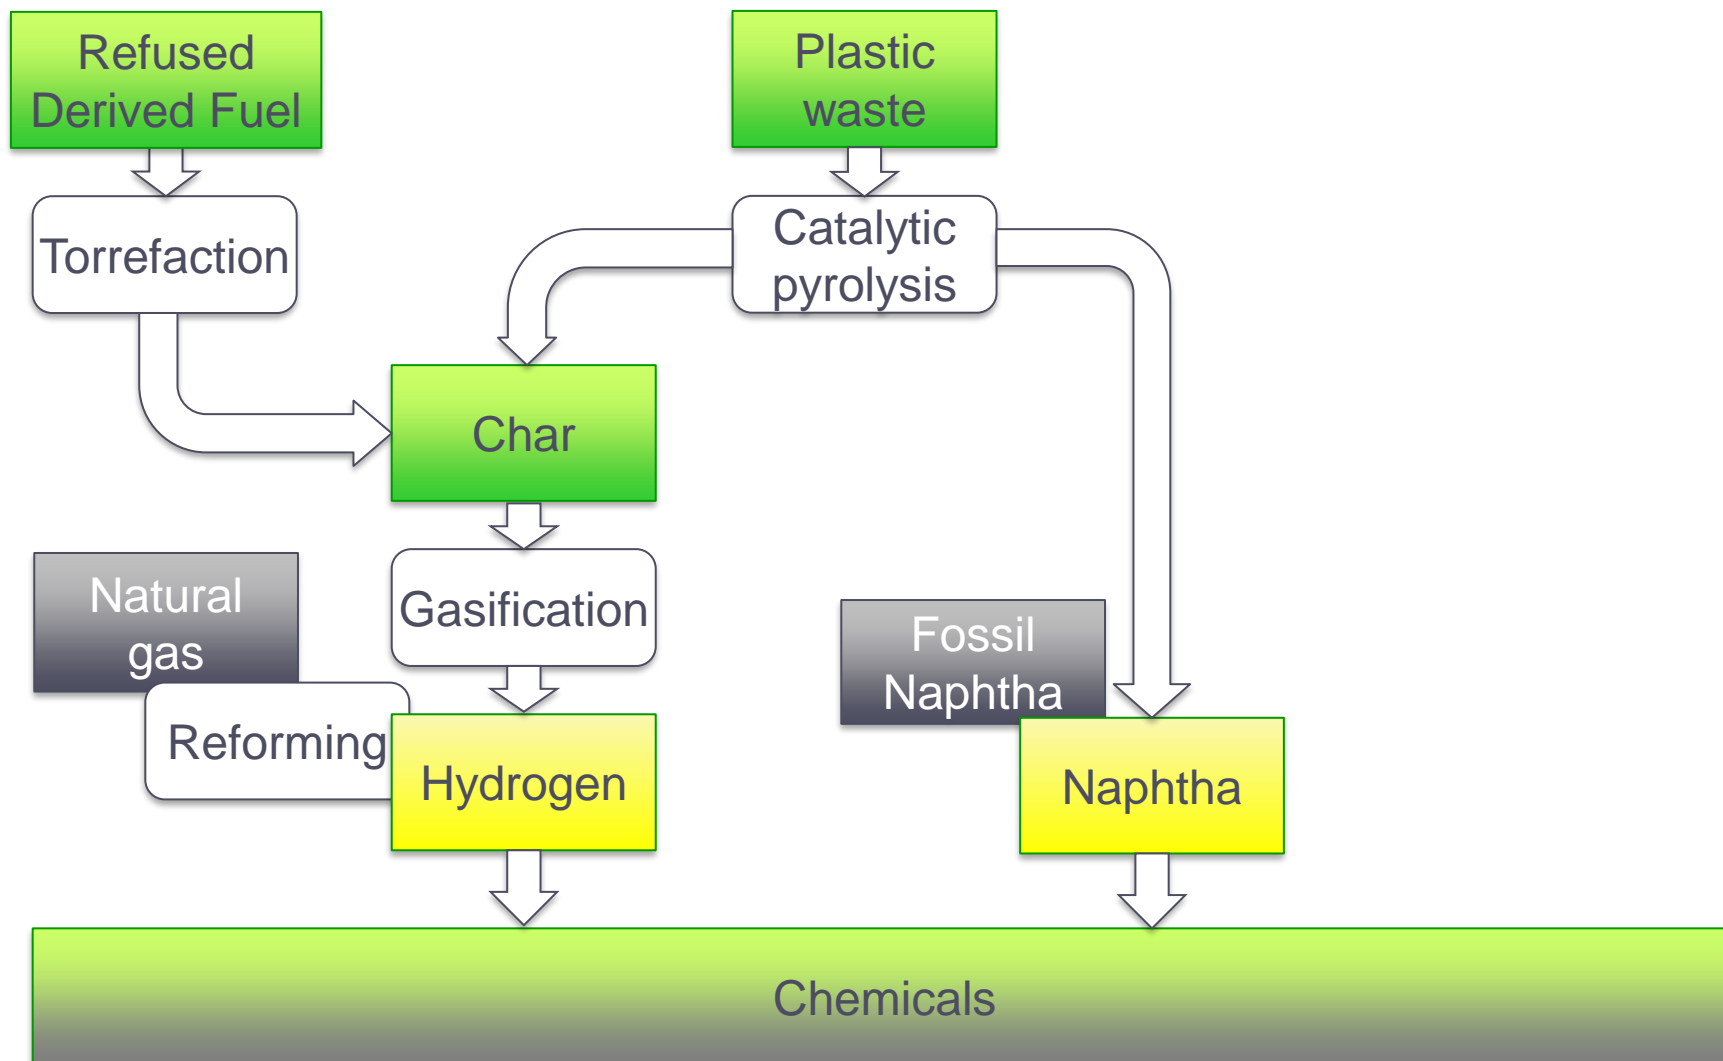 Refused
Derived Fuel
Plastic
waste
Torrefaction
Catalytic
pyrolysis
Char
Natural
gas
Gasification
Fossil
Naphtha
Reforming
Hydrogen
Naphtha
Chemicals